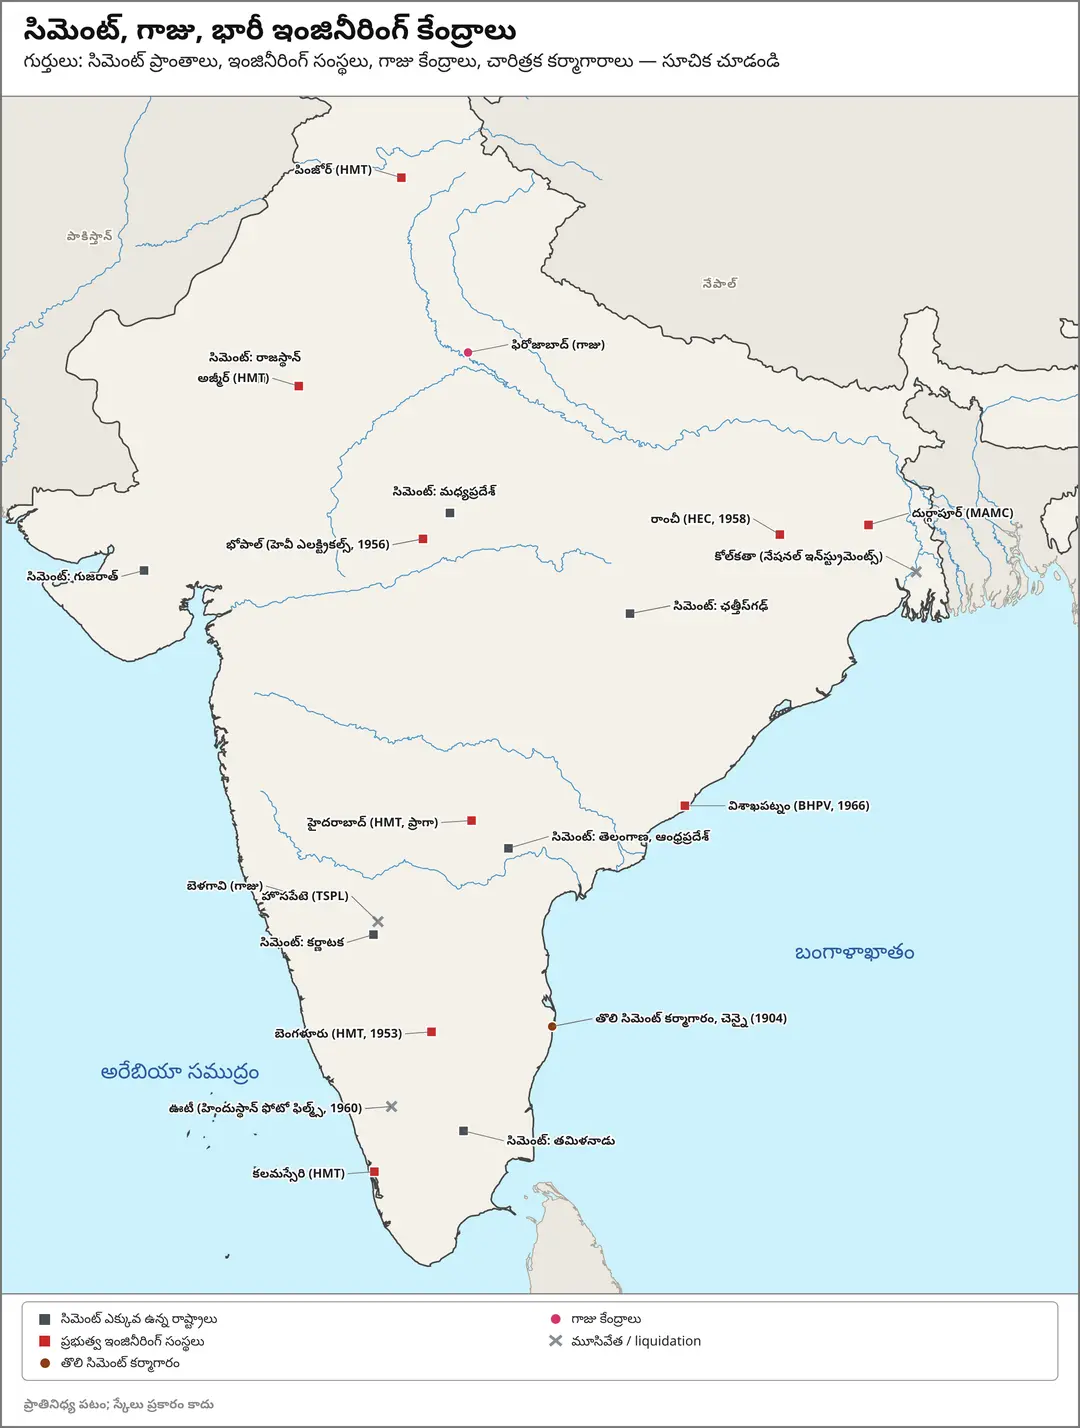 సిమెంట్, గాజు, భారీ ఇంజినీరింగ్ కేంద్రాలు
గుర్తులు: సిమెంట్ ప్రాంతాలు, ఇంజినీరింగ్ సంస్థలు, గాజు కేంద్రాలు, చారిత్రక కర్మాగారాలు — సూచిక చూడండి
పింజోర్ (HMT)
పాకిస్తాన్
నేపాల్
ఫిరోజాబాద్ (గాజు)
సిమెంట్: రాజస్థాన్
అజ్మీర్ (HMT)
సిమెంట్: మధ్యప్రదేశ్
దుర్గాపూర్ (MAMC)
రాంచీ (HEC, 1958)
భోపాల్ (హెవీ ఎలక్ట్రికల్స్, 1956)
కోల్‌కతా (నేషనల్ ఇన్‌స్ట్రుమెంట్స్)
సిమెంట్: గుజరాత్
సిమెంట్: ఛత్తీస్‌గఢ్
విశాఖపట్నం (BHPV, 1966)
హైదరాబాద్ (HMT, ప్రాగా)
సిమెంట్: తెలంగాణ, ఆంధ్రప్రదేశ్
బెళగావి (గాజు)
హొసపేటె (TSPL)
సిమెంట్: కర్ణాటక
బంగాళాఖాతం
తొలి సిమెంట్ కర్మాగారం, చెన్నై (1904)
బెంగళూరు (HMT, 1953)
అరేబియా సముద్రం
ఊటీ (హిందుస్థాన్ ఫోటో ఫిల్మ్స్, 1960)
సిమెంట్: తమిళనాడు
కలమస్సేరి (HMT)
సిమెంట్ ఎక్కువ ఉన్న రాష్ట్రాలు
ప్రభుత్వ ఇంజినీరింగ్ సంస్థలు
తొలి సిమెంట్ కర్మాగారం
గాజు కేంద్రాలు
మూసివేత / liquidation
ప్రాతినిధ్య పటం; స్కేలు ప్రకారం కాదు